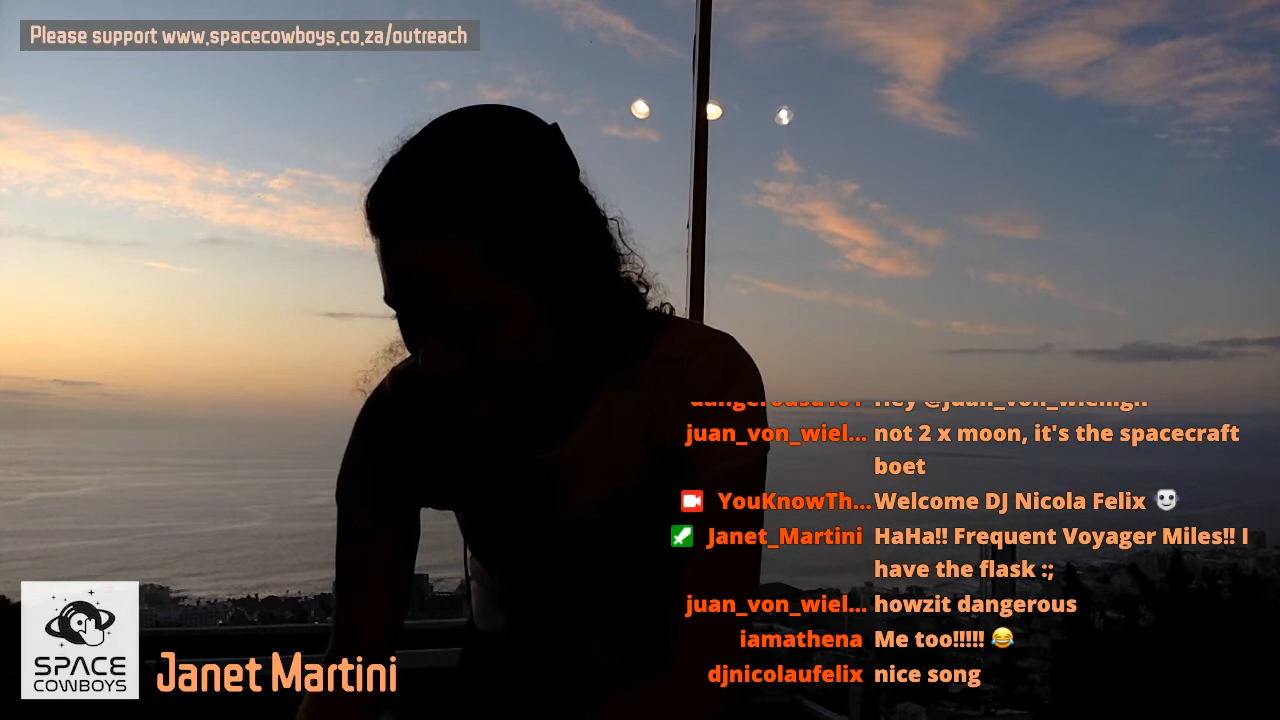 Please support www.spacecowboys.co.za/outreach
juan_von_wiel... not 2 x moon, it's the spacecraft
boet
YouKnowTh... Welcome DJ Nicola Felix
Janet_Martini HaHa!! Frequent Voyager Miles!! I
have the flask :;
juan_von_wiel... howzit dangerous
iamathena Me too!!!!! 😂
djnicolaufelix nice song
SPACE
COWBOYS
Janet Martini